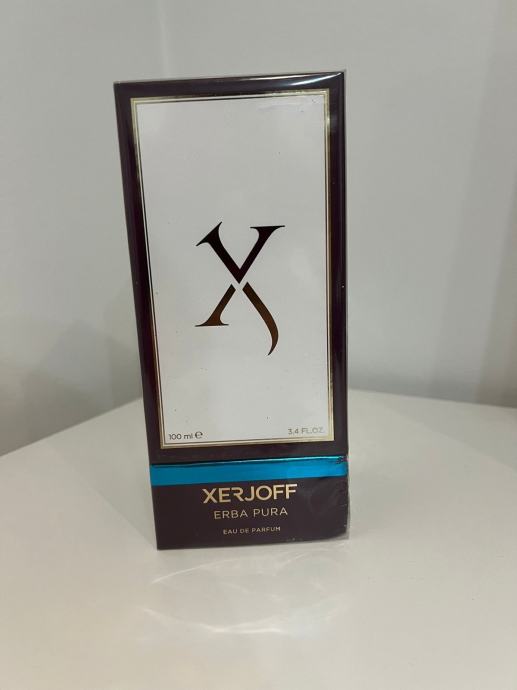 X
100 ml e
3.4 FL.OZ.
XERJOFF
ERBA PURA
EAU DE PARFUM